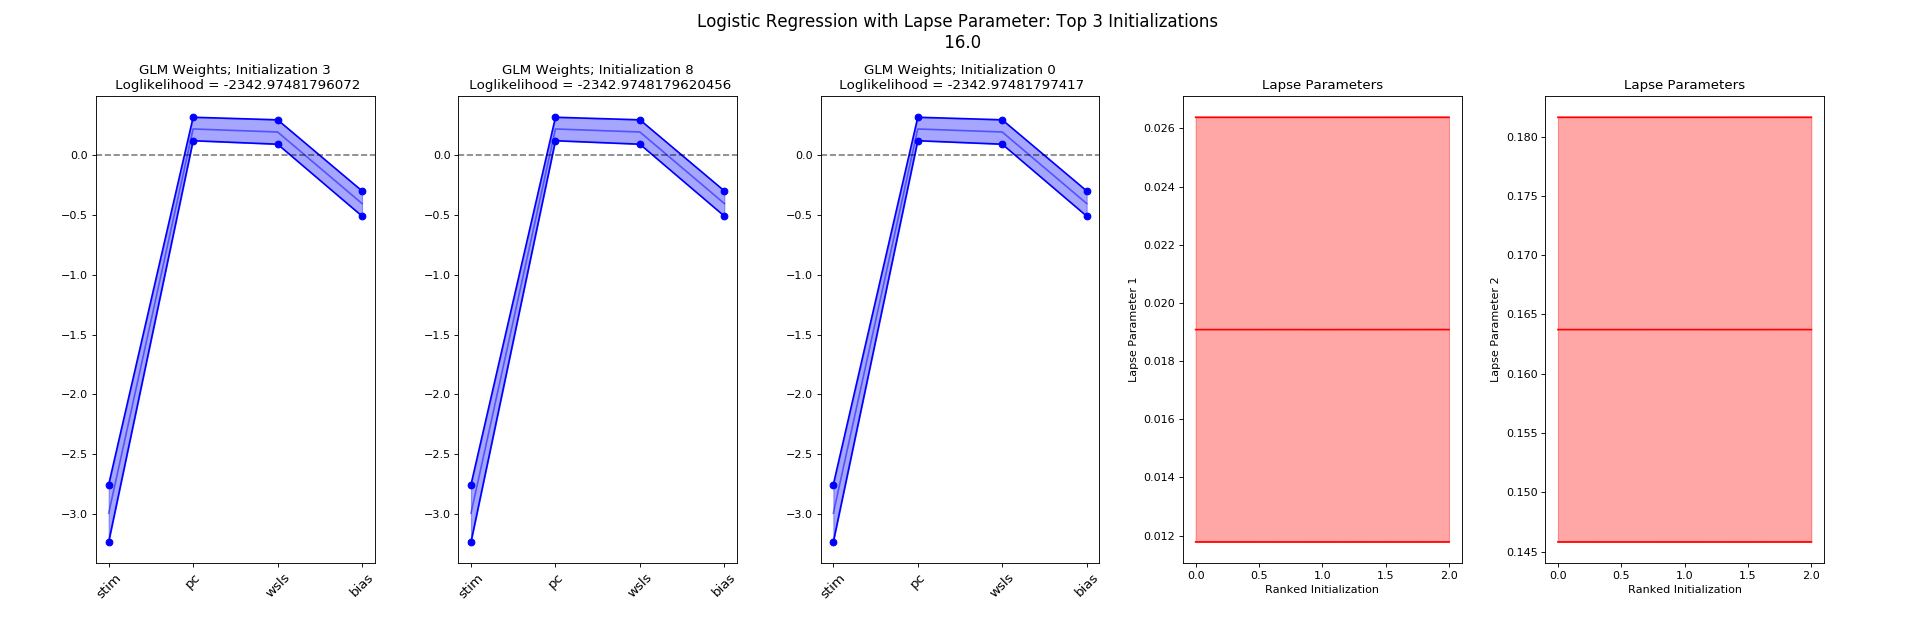 Logistic Regression with Lapse Parameter: Top 3 Initializations
16.0
GLM Weights; Initialization 3
Loglikelihood = -2342.97481796072
0.0
−0.5
−1.0
−1.5
−2.0
−2.5
−3.0
stim
pc
wsls
bias
GLM Weights; Initialization 8
Loglikelihood = -2342.9748179620456
0.0
−0.5
−1.0
−1.5
−2.0
−2.5
−3.0
stim
pc
wsls
bias
GLM Weights; Initialization 0
Loglikelihood = -2342.97481797417
0.0
−0.5
−1.0
−1.5
−2.0
−2.5
−3.0
stim
pc
wsls
bias
Lapse Parameters
Lapse Parameter 1
0.026
0.024
0.022
0.020
0.018
0.016
0.014
0.012
0.0 0.5 1.0 1.5 2.0
Ranked Initialization
Lapse Parameters
Lapse Parameter 2
0.180
0.175
0.170
0.165
0.160
0.155
0.150
0.145
0.0 0.5 1.0 1.5 2.0
Ranked Initialization